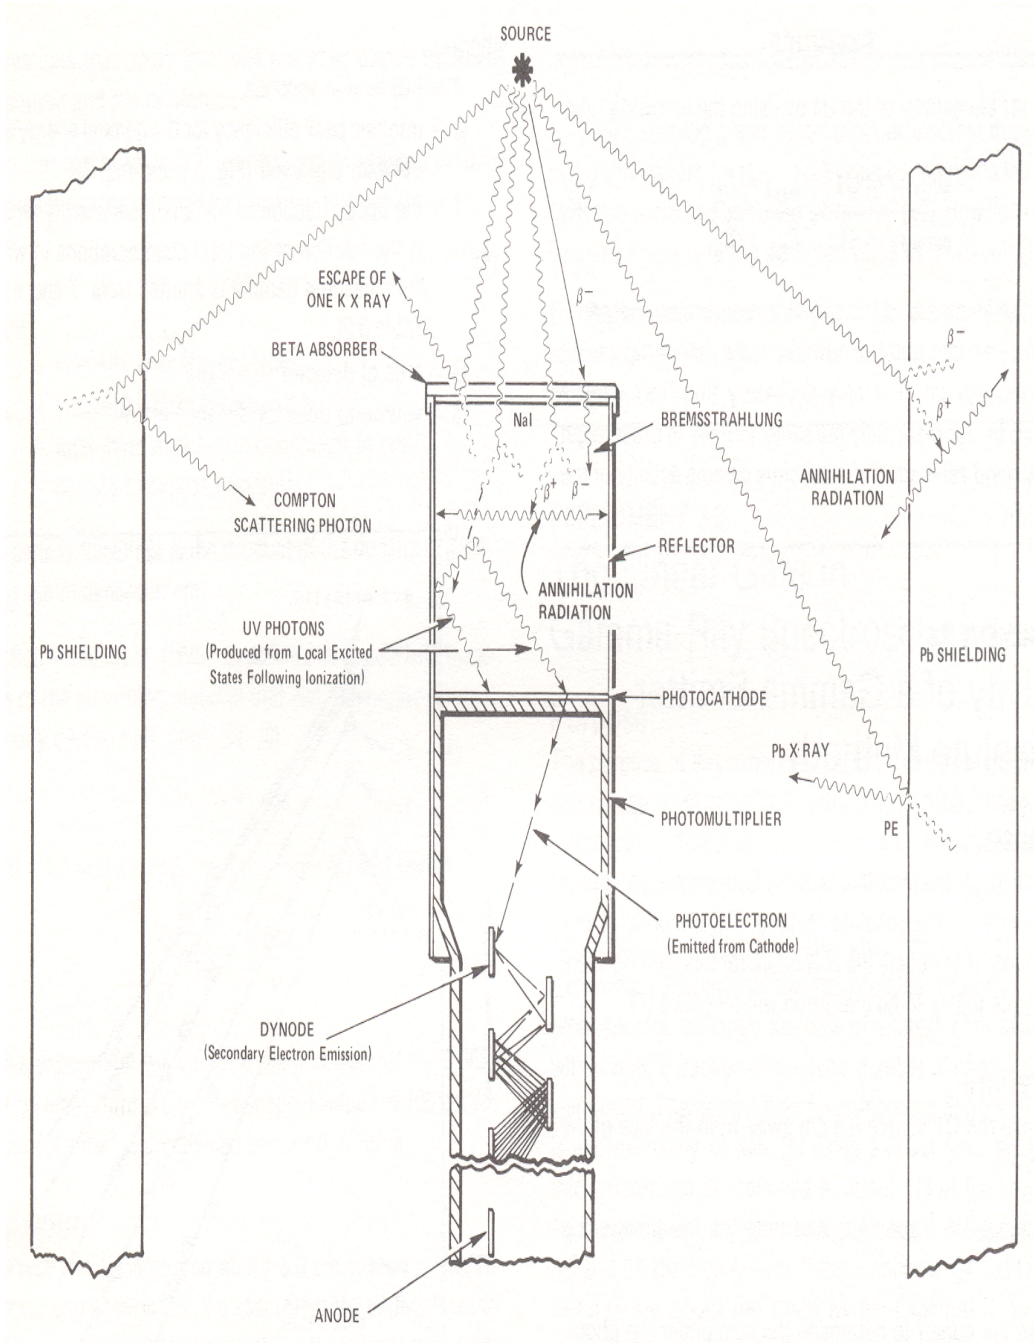 SOURCE
ESCAPE OF
ONE K X RAY
β−
BETA ABSORBER
β−
NaI
BREMSSTRAHLUNG
β+
β+ β−
COMPTON
SCATTERING PHOTON
ANNIHILATION
RADIATION
REFLECTOR
ANNIHILATION
RADIATION
UV PHOTONS
(Produced from Local Excited
States Following Ionization)
Pb SHIELDING
Pb SHIELDING
PHOTOCATHODE
Pb X RAY
PHOTOMULTIPLIER
PE
PHOTOELECTRON
(Emitted from Cathode)
DYNODE
(Secondary Electron Emission)
ANODE